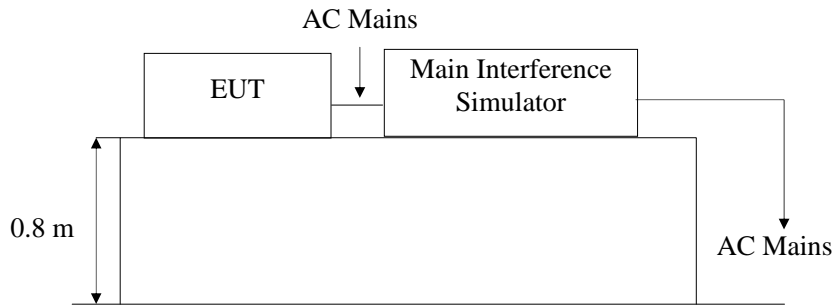 AC Mains
EUT
Main Interference
Simulator
0.8 m
AC Mains